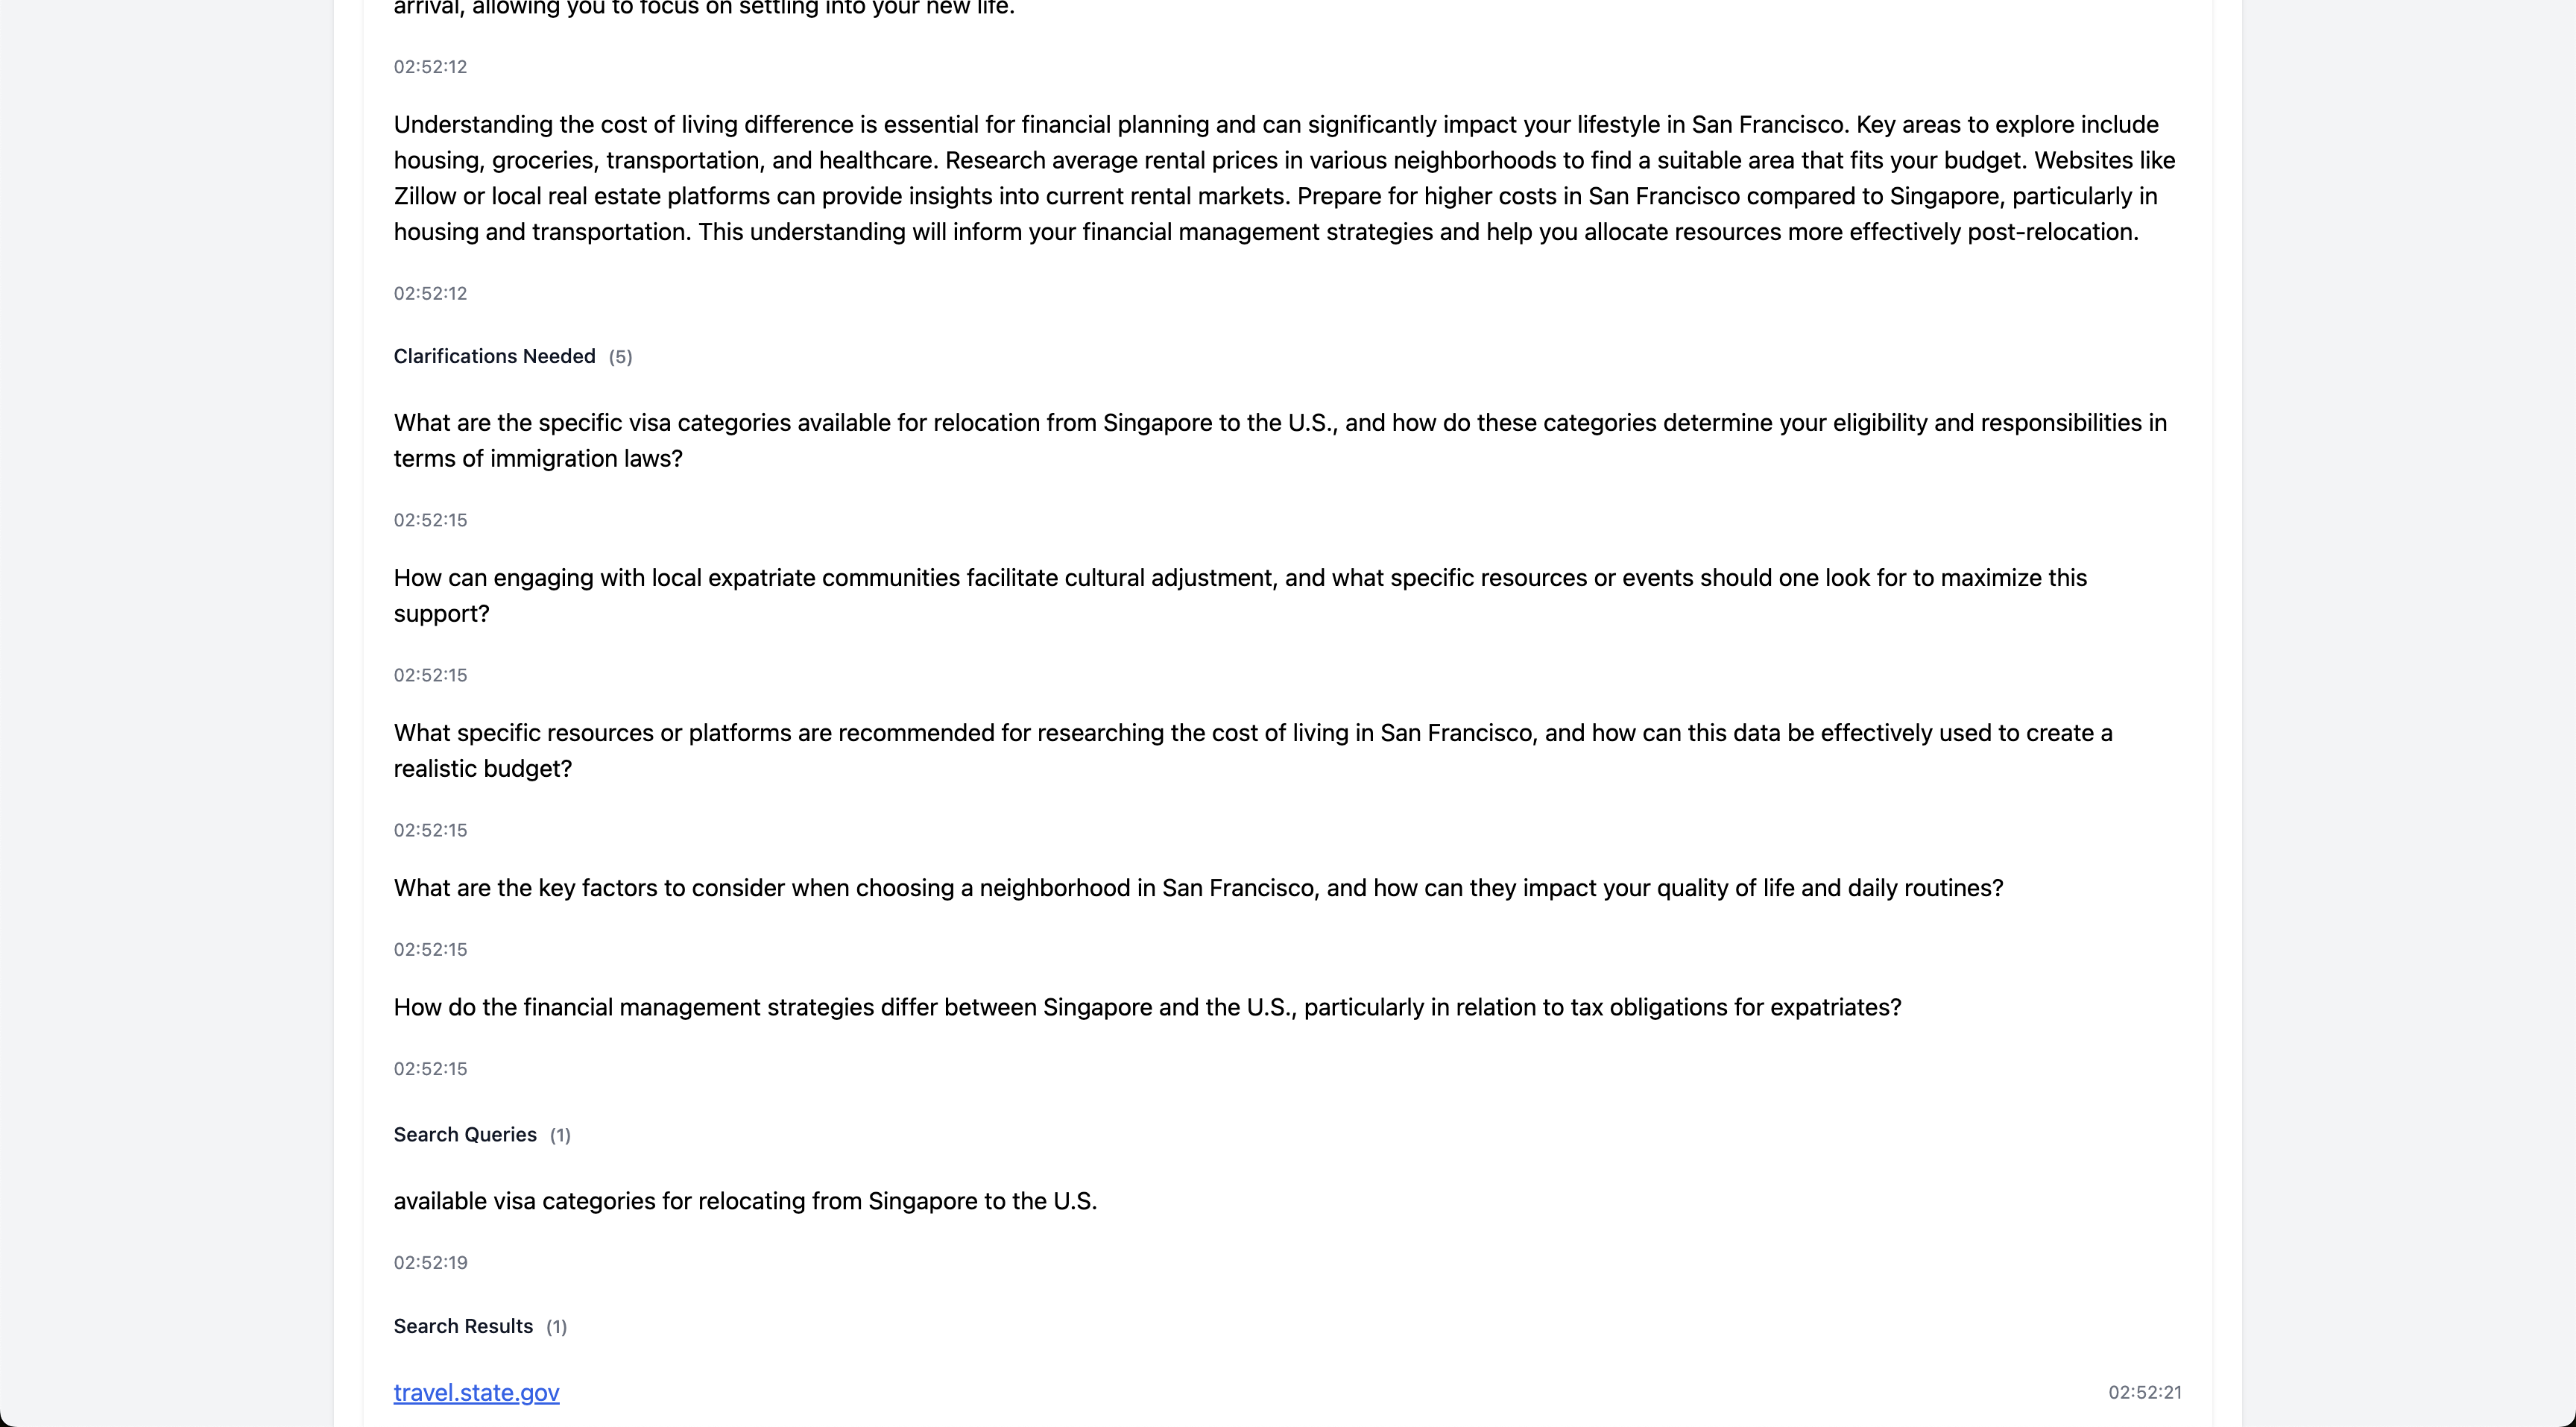 arrival, allowing you to focus on settling into your new life.
02:52:12
Understanding the cost of living difference is essential for financial planning and can significantly impact your lifestyle in San Francisco. Key areas to explore include
housing, groceries, transportation, and healthcare. Research average rental prices in various neighborhoods to find a suitable area that fits your budget. Websites like
Zillow or local real estate platforms can provide insights into current rental markets. Prepare for higher costs in San Francisco compared to Singapore, particularly in
housing and transportation. This understanding will inform your financial management strategies and help you allocate resources more effectively post-relocation.
02:52:12
Clarifications Needed (5)
What are the specific visa categories available for relocation from Singapore to the U.S., and how do these categories determine your eligibility and responsibilities in
terms of immigration laws?
02:52:15
How can engaging with local expatriate communities facilitate cultural adjustment, and what specific resources or events should one look for to maximize this
support?
02:52:15
What specific resources or platforms are recommended for researching the cost of living in San Francisco, and how can this data be effectively used to create a
realistic budget?
02:52:15
What are the key factors to consider when choosing a neighborhood in San Francisco, and how can they impact your quality of life and daily routines?
02:52:15
How do the financial management strategies differ between Singapore and the U.S., particularly in relation to tax obligations for expatriates?
02:52:15
Search Queries (1)
available visa categories for relocating from Singapore to the U.S.
02:52:19
Search Results (1)
travel.state.gov 02:52:21